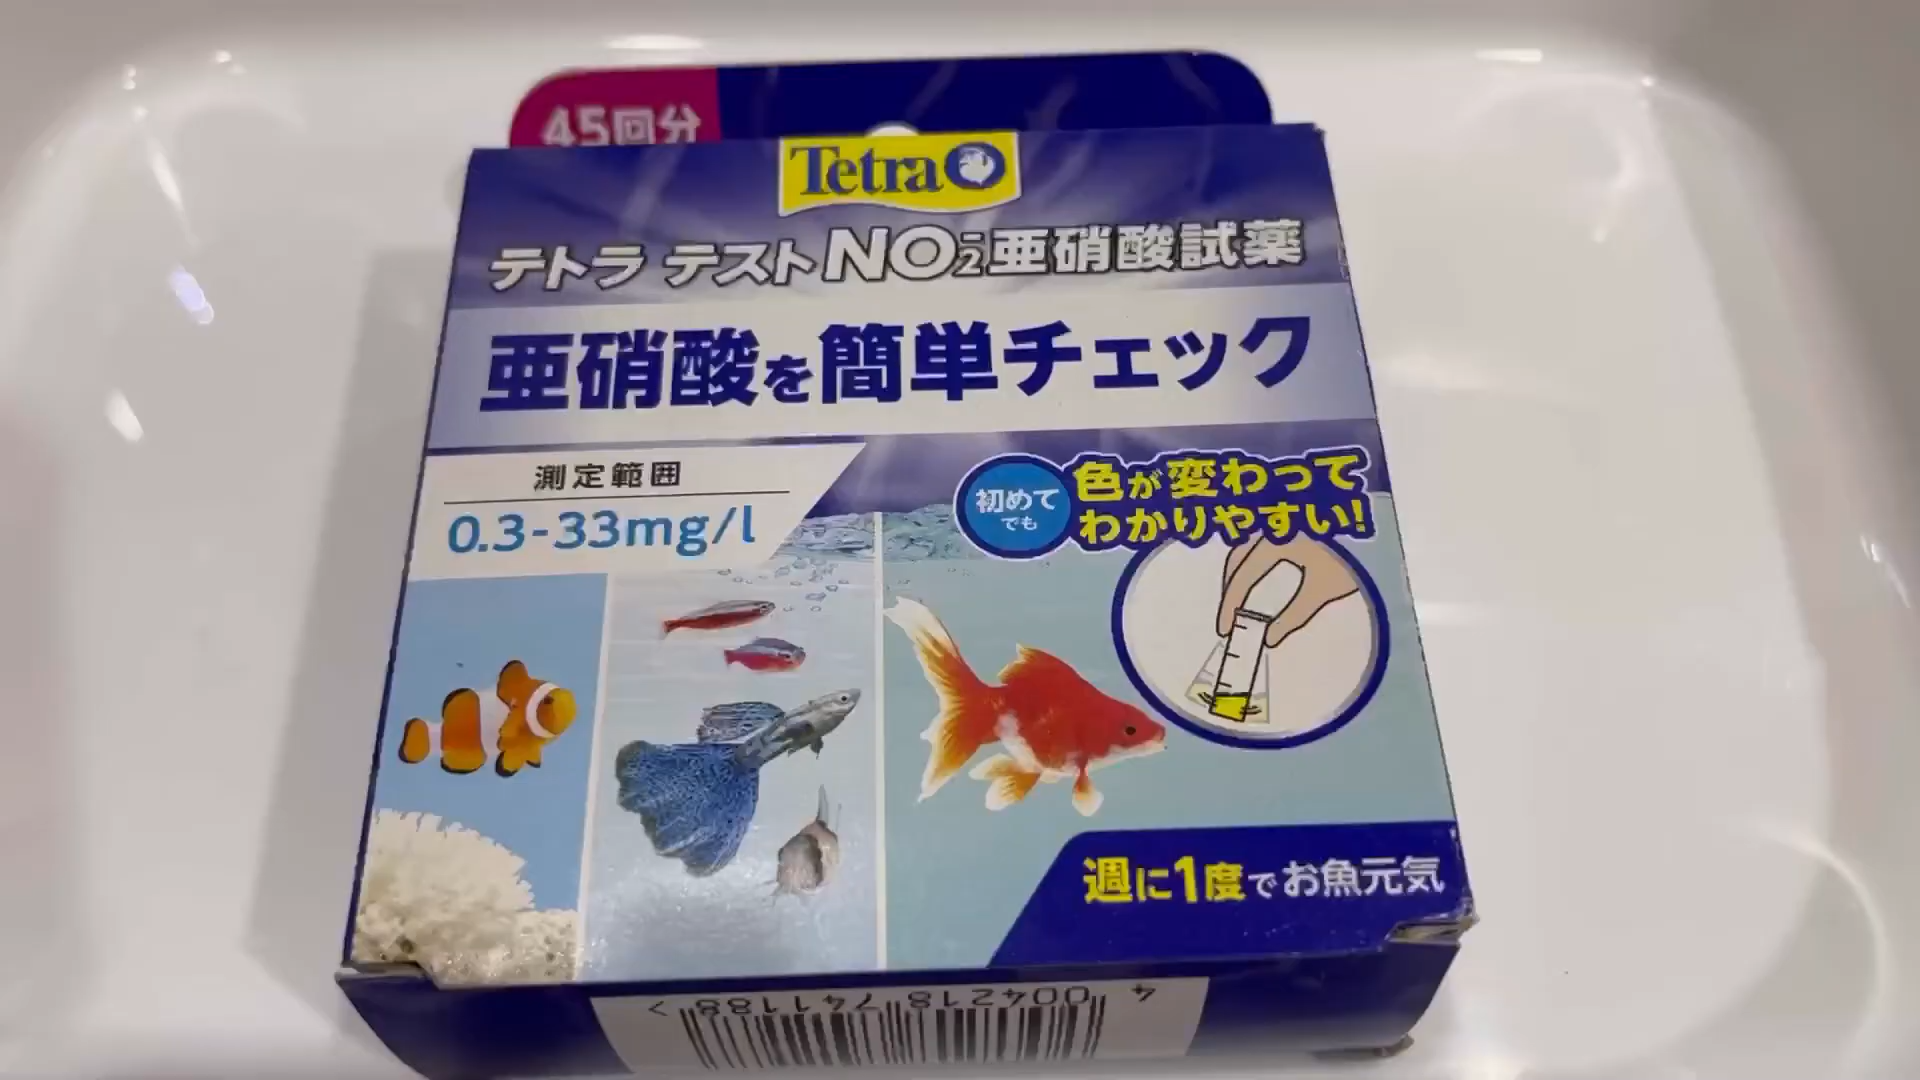 45回分
Tetra
テトラ テストNO₂⁻亜硝酸試薬
亜硝酸を簡単チェック
測定範囲
0.3-33mg/l
初めて
でも
色が変わって
わかりやすい!
週に1度でお魚元気
4 004218 741188 >